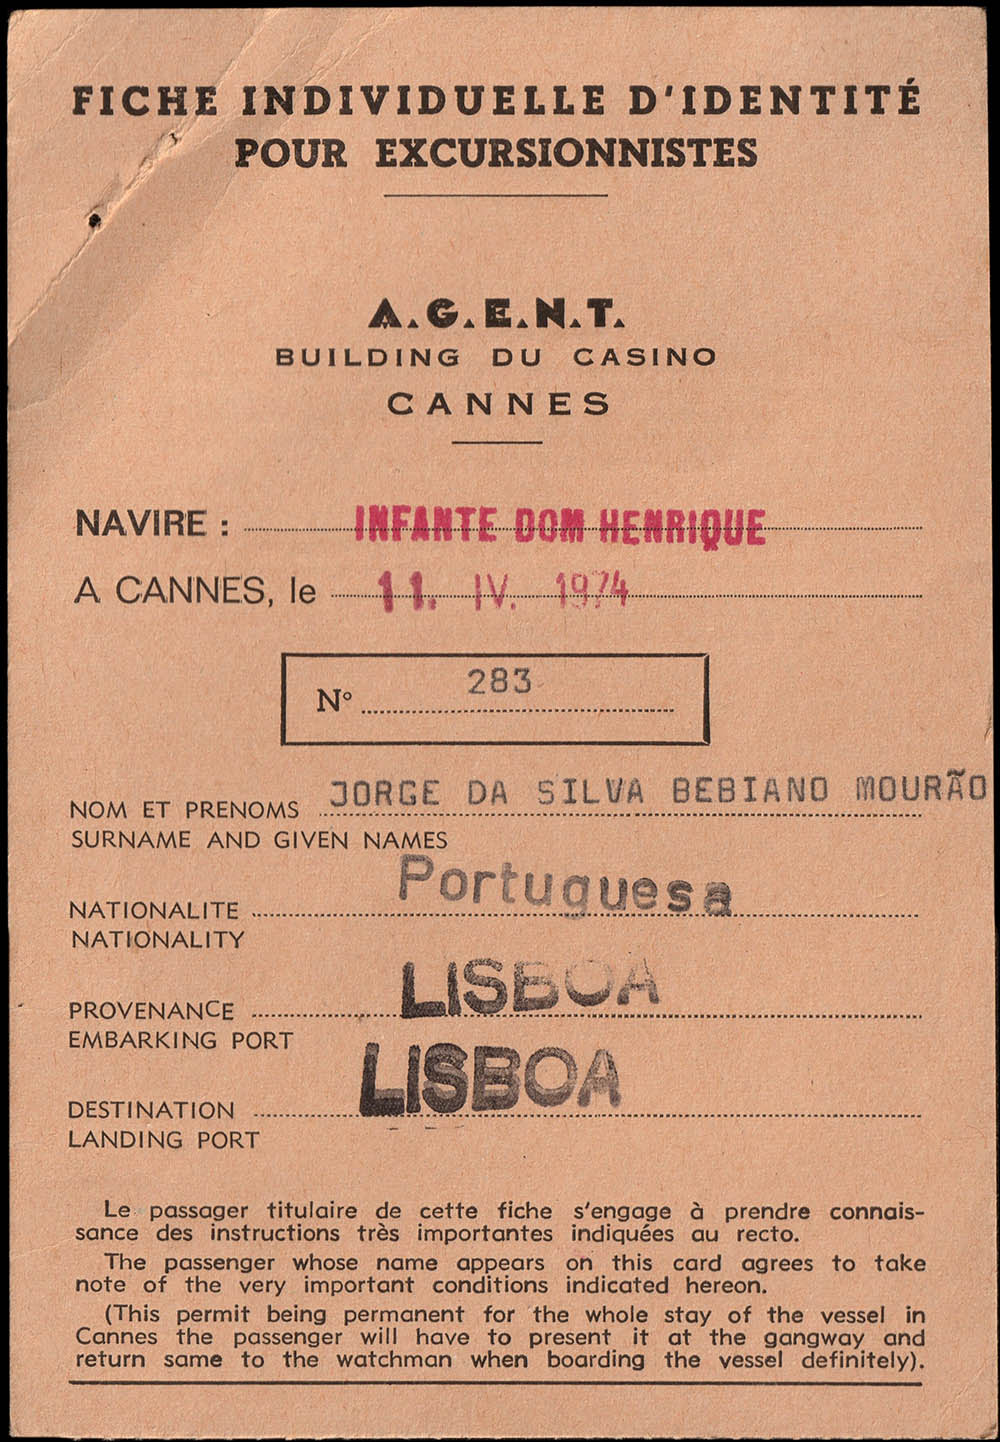 FICHE INDIVIDUELLE D'IDENTITÉ
POUR EXCURSIONNISTES
A.G.E.N.T.
BUILDING DU CASINO
CANNES
NAVIRE : INFANTE DOM HENRIQUE
A CANNES, le 11. IV. 1974
N° 283
NOM ET PRENOMS JORGE DA SILVA BEBIANO MOURÃO
SURNAME AND GIVEN NAMES
NATIONALITE Portuguesa
NATIONALITY
PROVENANCE LISBOA
EMBARKING PORT
DESTINATION LISBOA
LANDING PORT
Le passager titulaire de cette fiche s'engage à prendre connais-
sance des instructions très importantes indiquées au recto.
The passenger whose name appears on this card agrees to take
note of the very important conditions indicated hereon.
(This permit being permanent for the whole stay of the vessel in
Cannes the passenger will have to present it at the gangway and
return same to the watchman when boarding the vessel definitely).